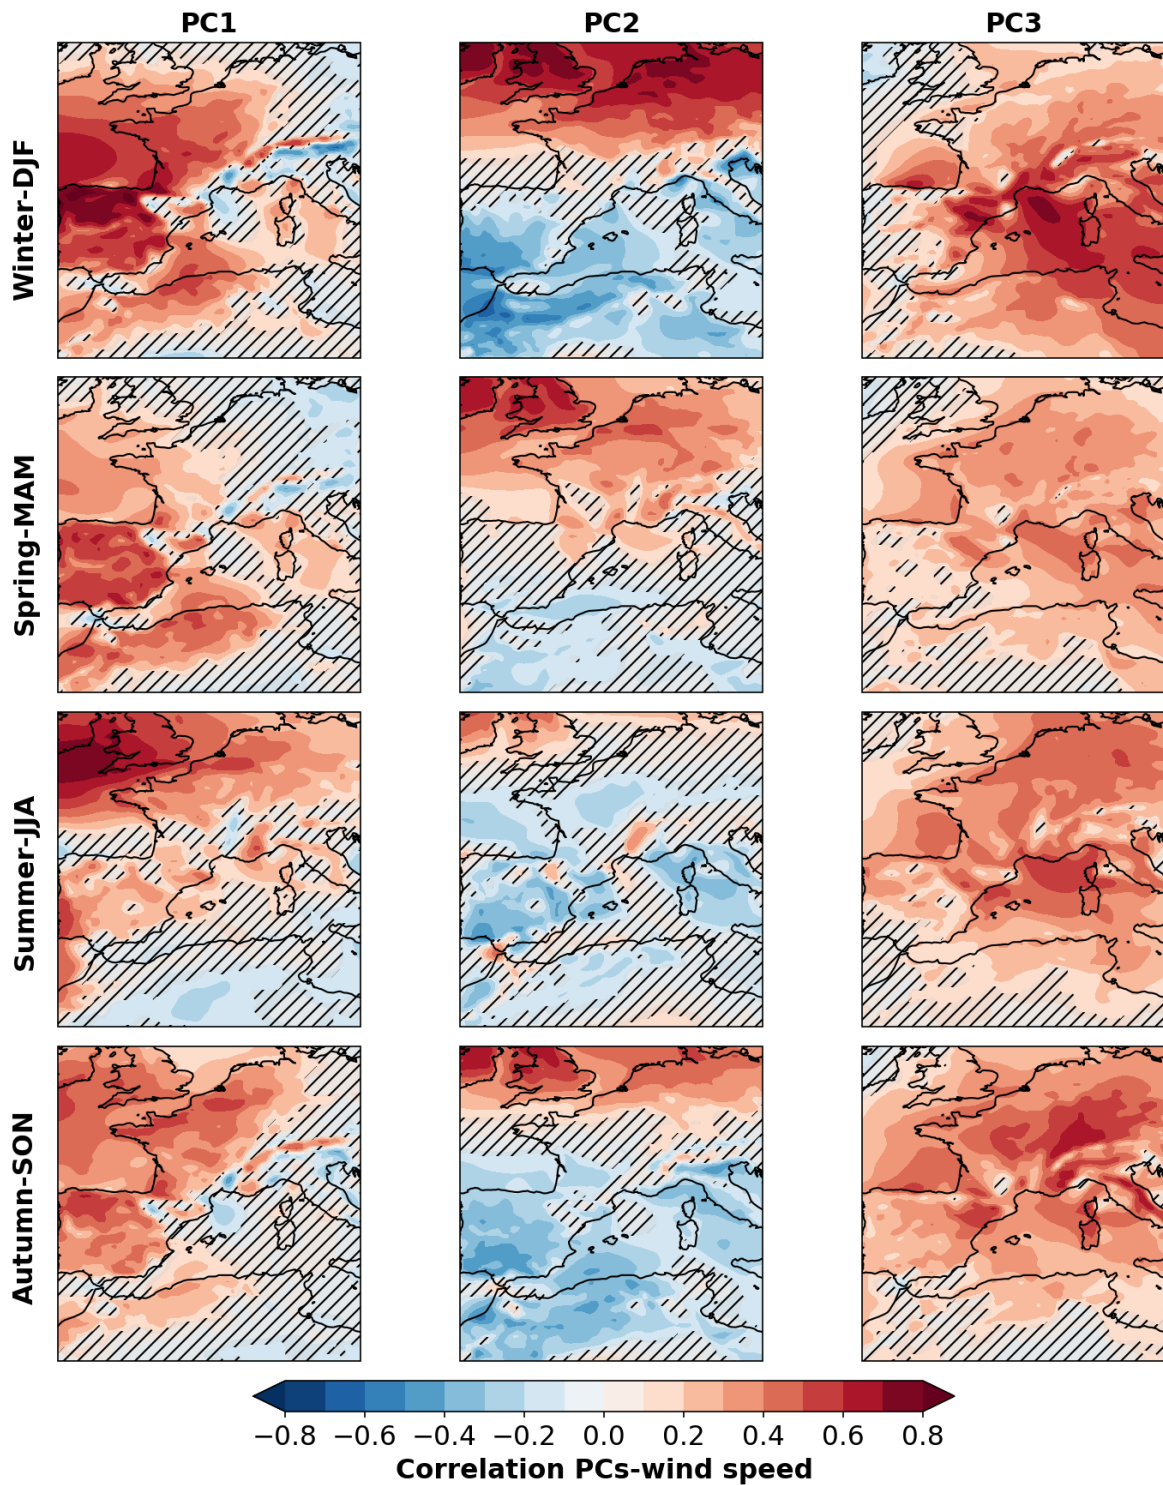 PC1 PC2 PC3
Winter-DJF
Spring-MAM
Summer-JJA
Autumn-SON
−0.8 −0.6 −0.4 −0.2 0.0 0.2 0.4 0.6 0.8
Correlation PCs-wind speed